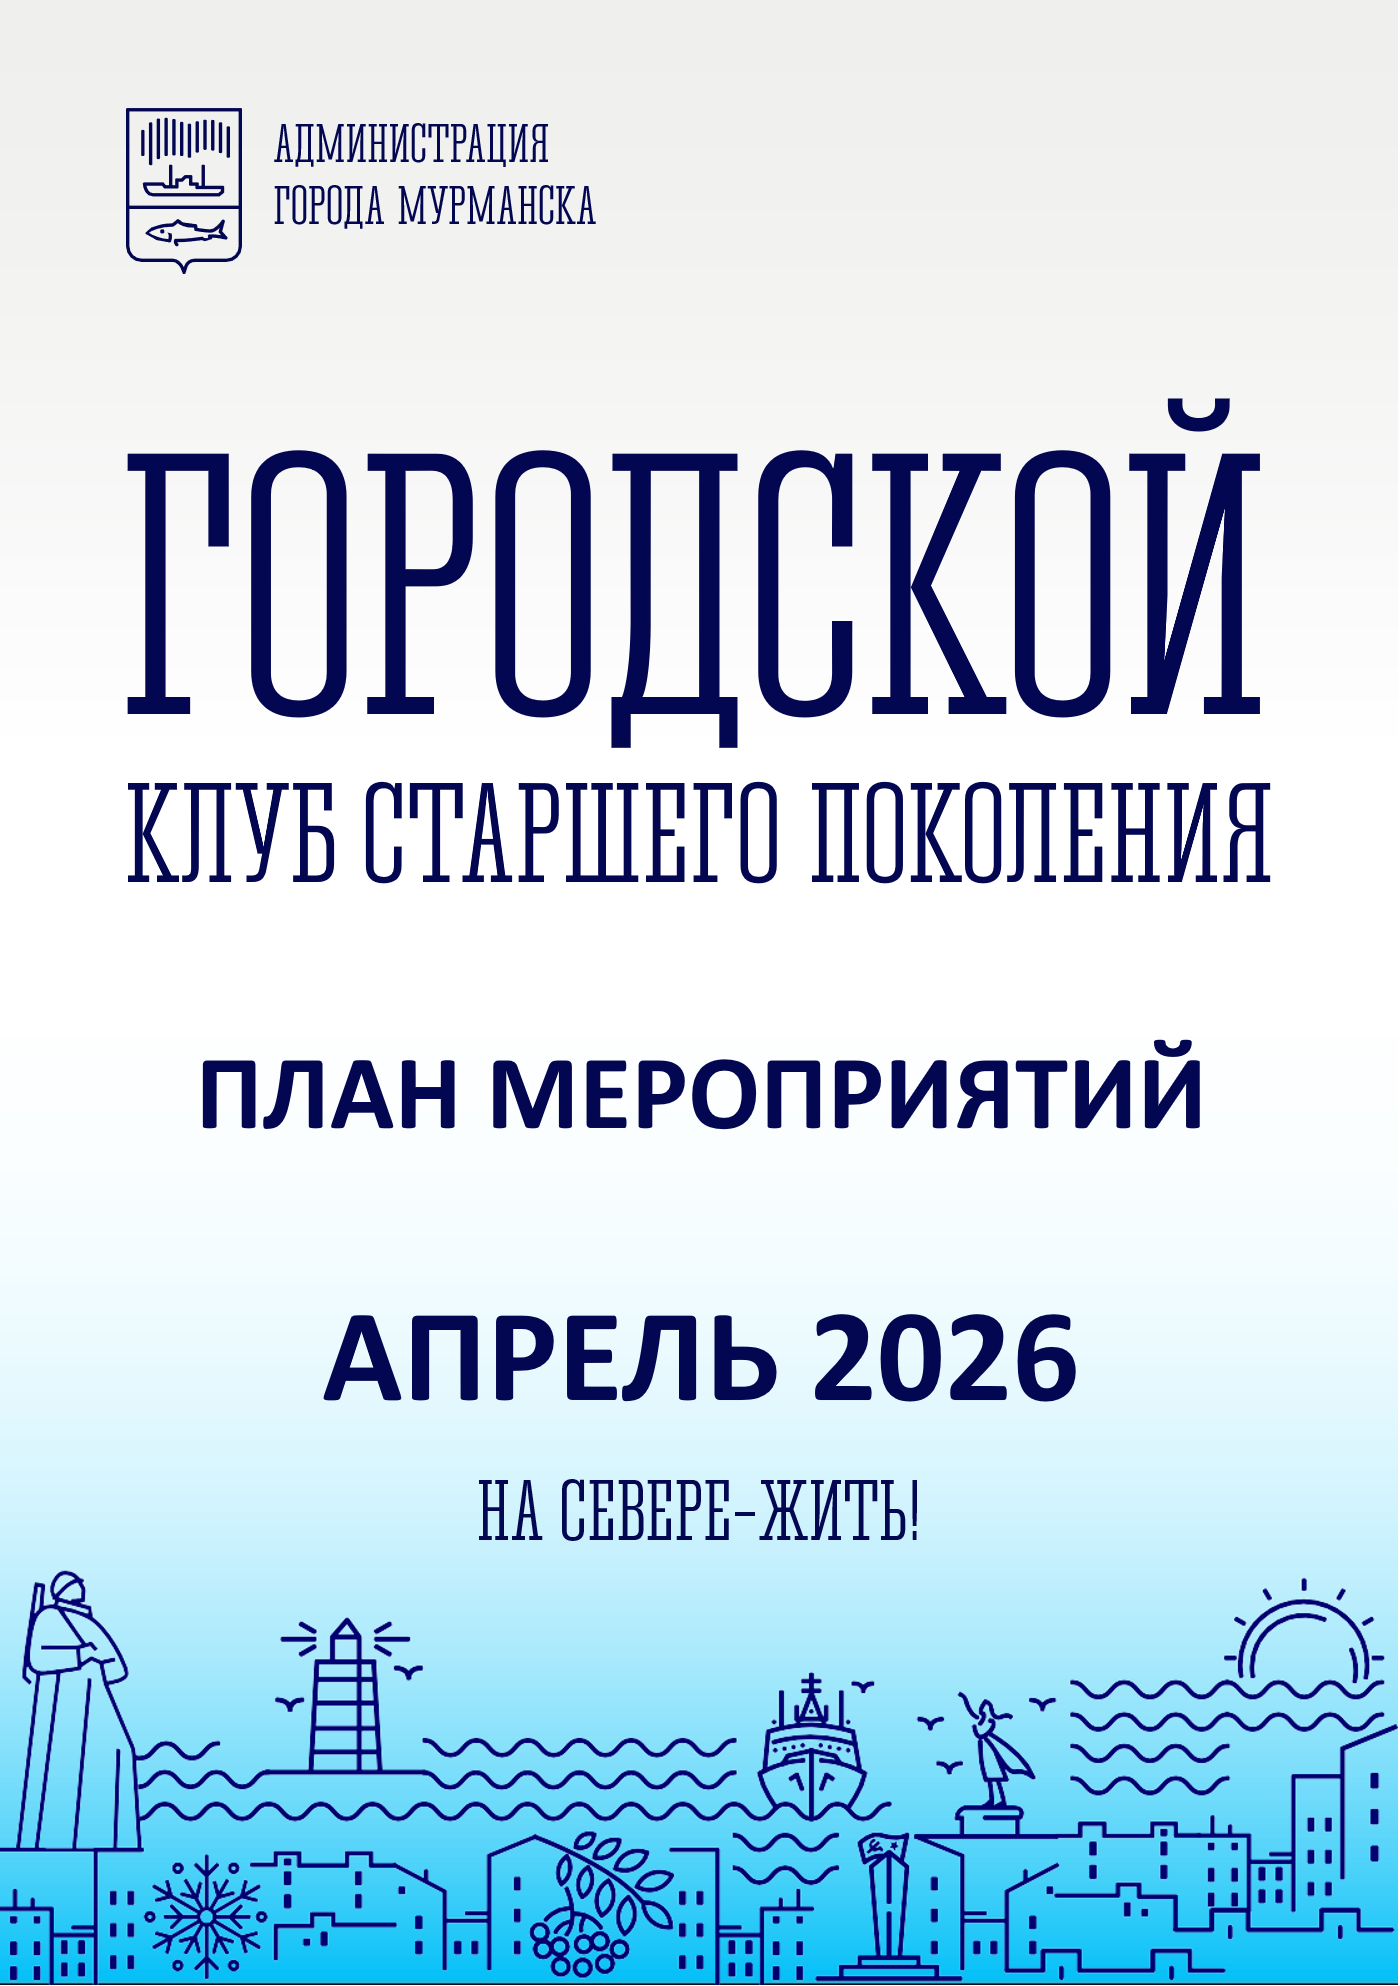 АДМИНИСТРАЦИЯ
ГОРОДА МУРМАНСКА
ГОРОДСКОЙ
КЛУБ СТАРШЕГО ПОКОЛЕНИЯ
ПЛАН МЕРОПРИЯТИЙ
АПРЕЛЬ 2026
НА СЕВЕРЕ-ЖИТЬ!